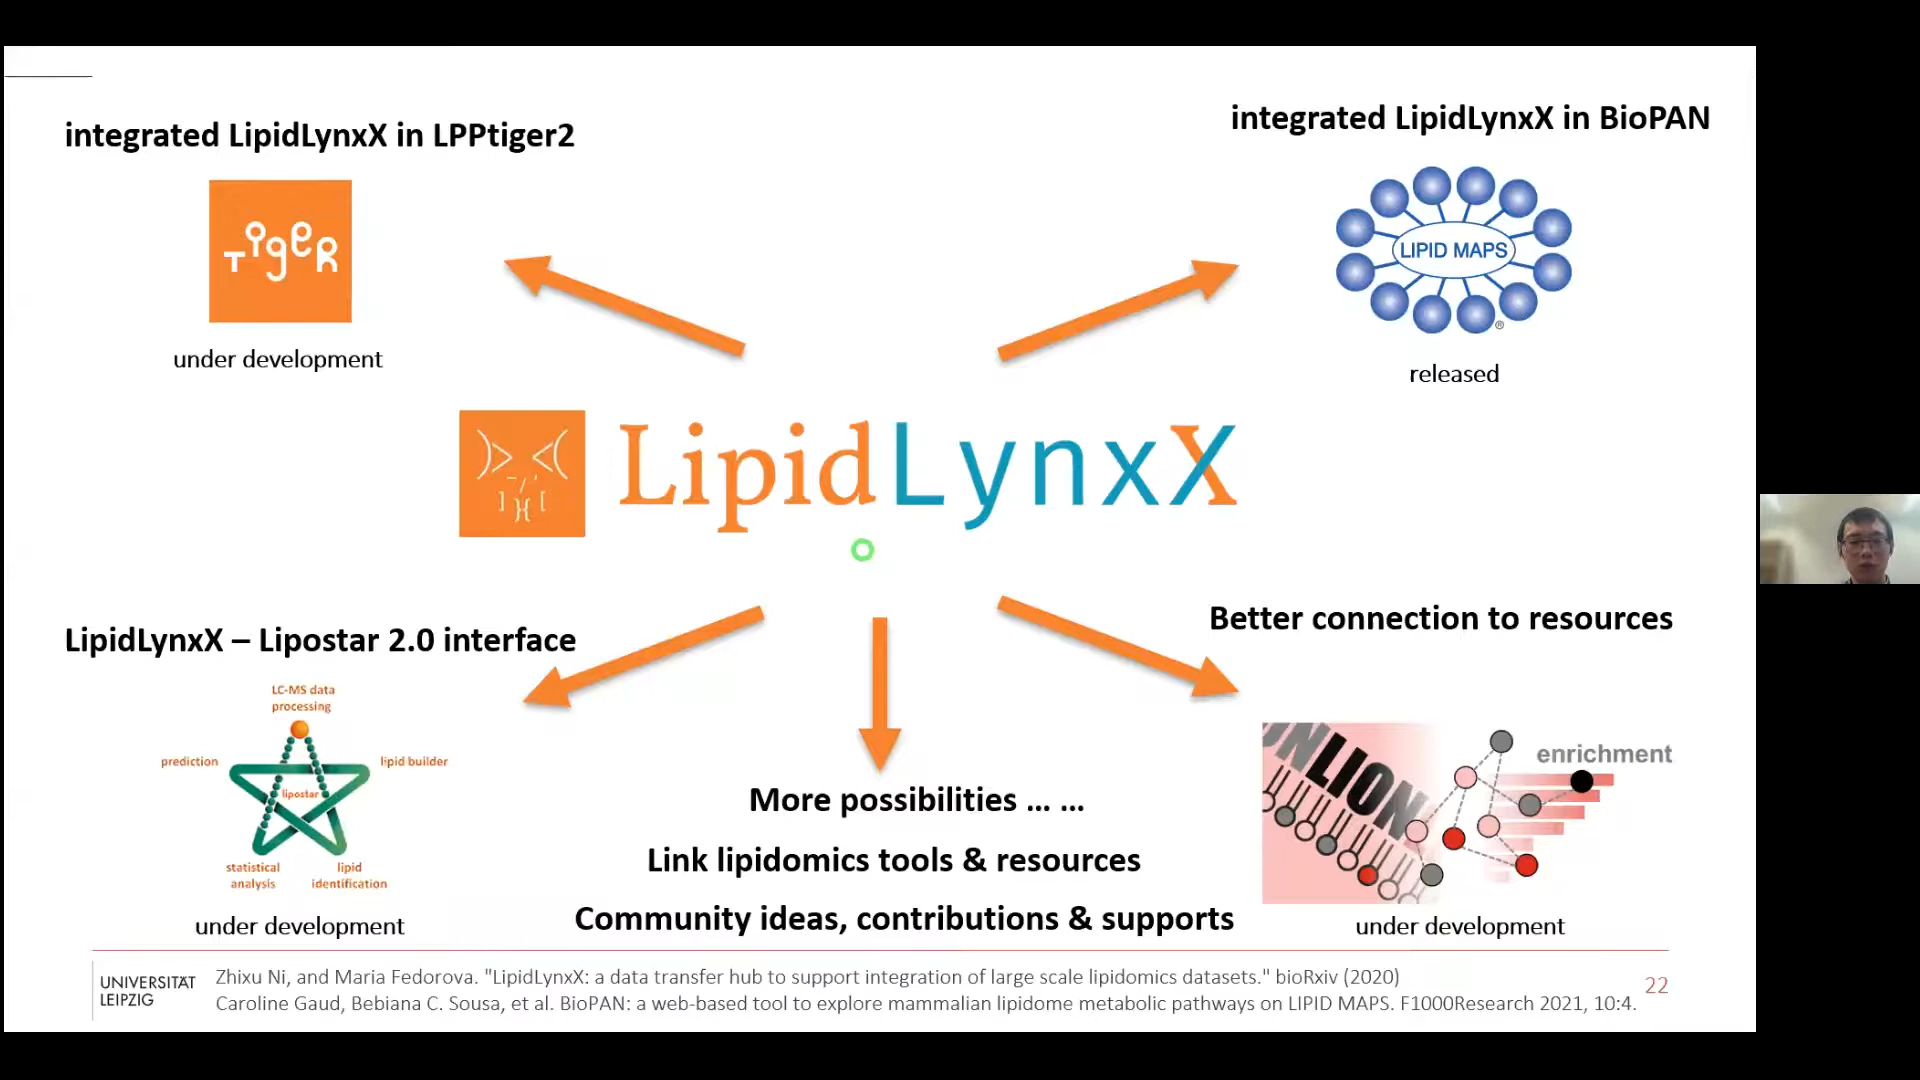 integrated LipidLynxX in LPPtiger2
TigeR
under development
integrated LipidLynxX in BioPAN
LIPID MAPS
®
released
LipidLynxX
LipidLynxX – Lipostar 2.0 interface
LC-MS data
processing
prediction
lipid builder
lipostar
statistical
analysis
lipid
identification
under development
More possibilities ... ...
Link lipidomics tools & resources
Community ideas, contributions & supports
Better connection to resources
ON LION
enrichment
under development
UNIVERSITÄT
LEIPZIG
Zhixu Ni, and Maria Fedorova. "LipidLynxX: a data transfer hub to support integration of large scale lipidomics datasets." bioRxiv (2020)
Caroline Gaud, Bebiana C. Sousa, et al. BioPAN: a web-based tool to explore mammalian lipidome metabolic pathways on LIPID MAPS. F1000Research 2021, 10:4.
22